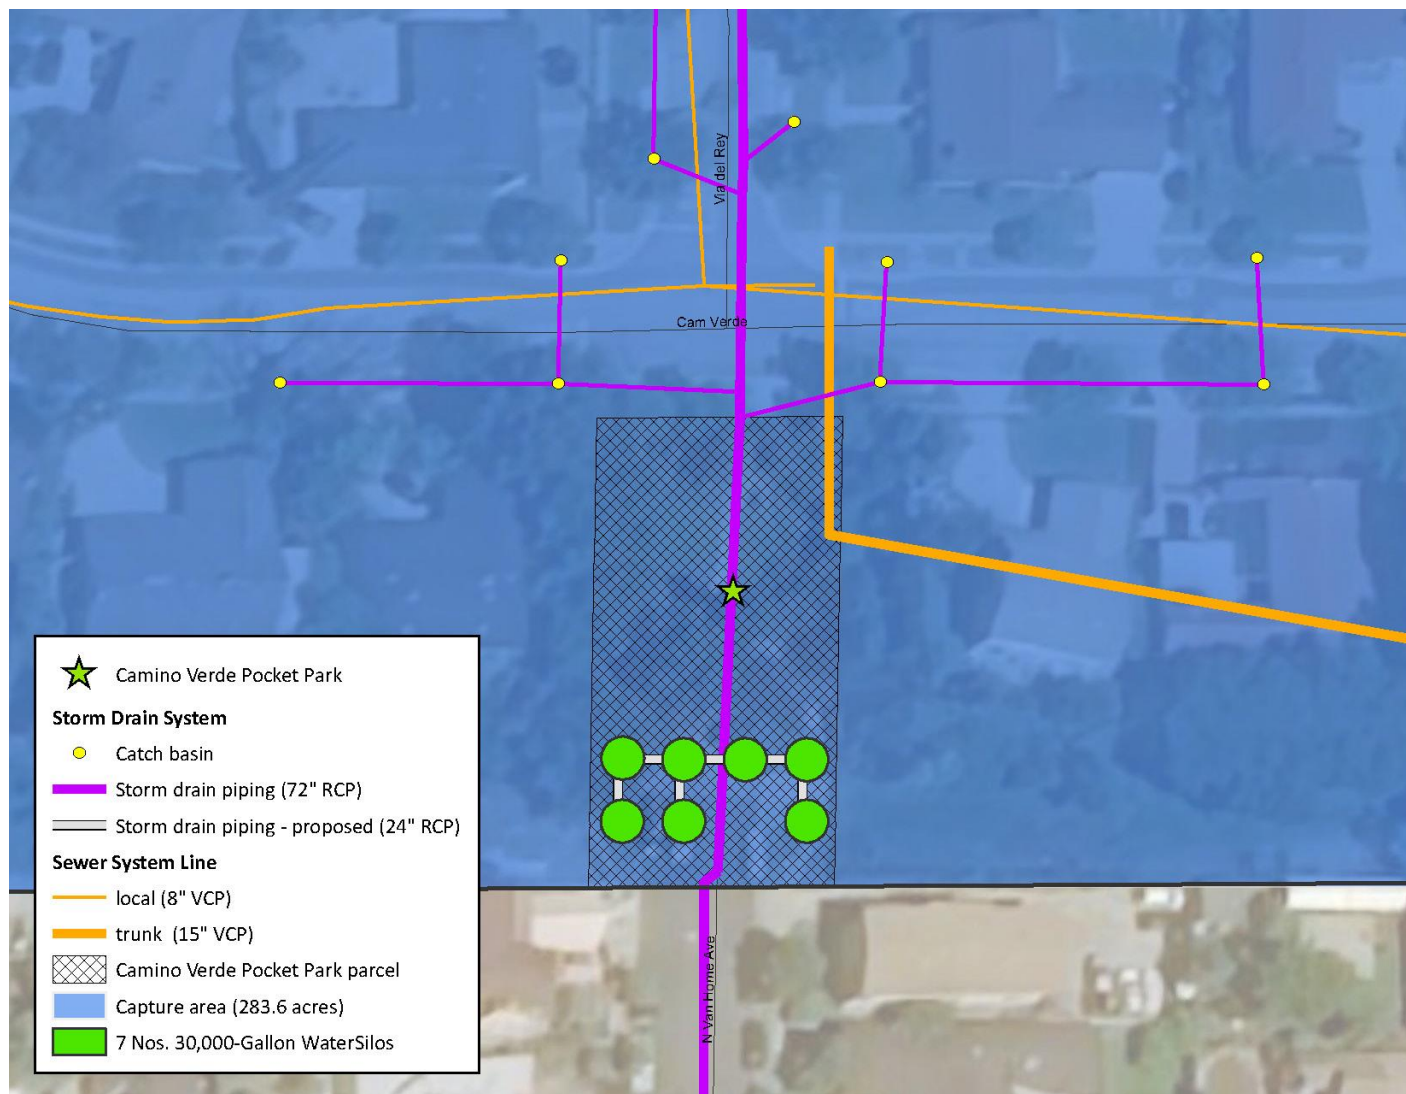 Via del Rey
Cam Verde
Camino Verde Pocket Park
Storm Drain System
Catch basin
Storm drain piping (72" RCP)
Storm drain piping - proposed (24" RCP)
Sewer System Line
local (8" VCP)
trunk (15" VCP)
Camino Verde Pocket Park parcel
Capture area (283.6 acres)
7 Nos. 30,000-Gallon WaterSilos
N Van Horne Ave